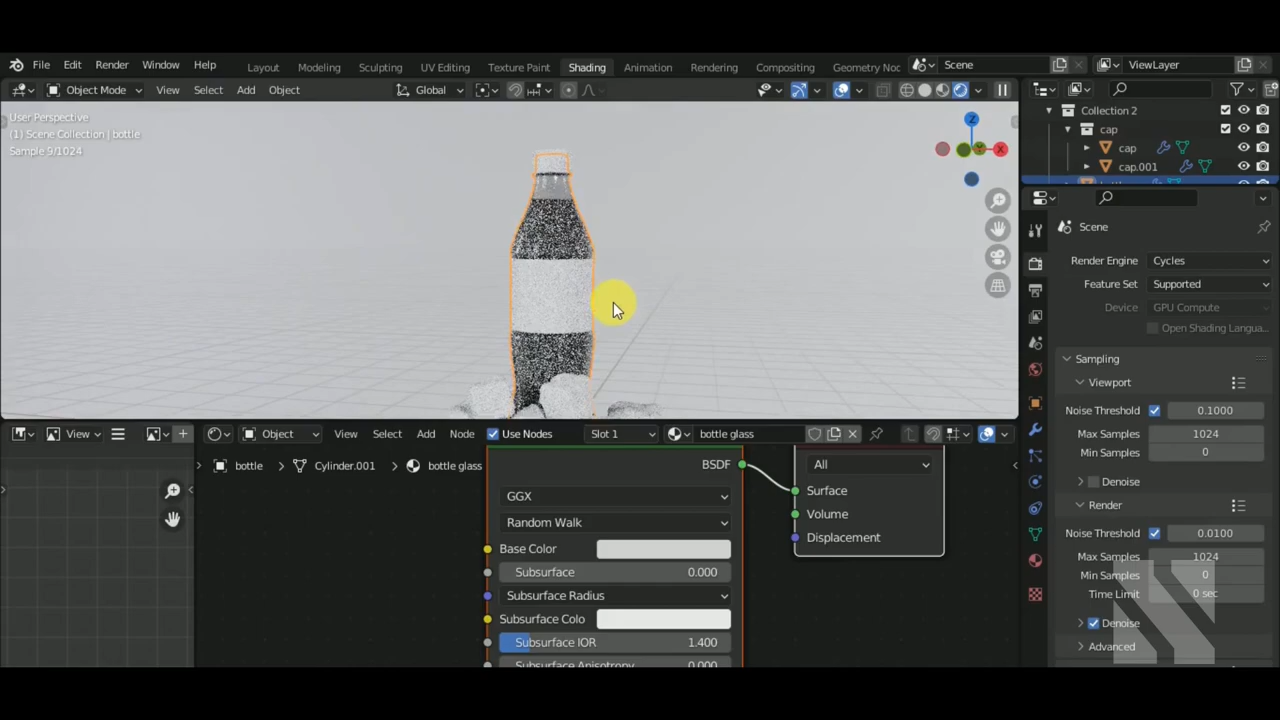 File Edit Render Window Help
Layout Modeling Sculpting UV Editing Texture Paint Shading Animation Rendering Compositing Geometry Noc
Scene
ViewLayer
Object Mode
View Select Add Object
Global
User Perspective
(1) Scene Collection | bottle
Sample 9/1024
Z
Y
X
Collection 2
cap
cap
cap.001
Scene
Render Engine Cycles
Feature Set Supported
Device GPU Compute
Open Shading Langua...
Sampling
Viewport
Noise Threshold 0.1000
Max Samples 1024
Min Samples 0
Denoise
Render
Noise Threshold 0.0100
Max Samples 1024
Min Samples 0
Time Limit 0 sec
Denoise
Advanced
View
Object
View Select Add Node
Use Nodes
Slot 1
bottle glass
bottle
Cylinder.001
bottle glass
BSDF
GGX
Random Walk
Base Color
Subsurface 0.000
Subsurface Radius
Subsurface Colo
Subsurface IOR 1.400
Subsurface Anisotropy 0.000
All
Surface
Volume
Displacement